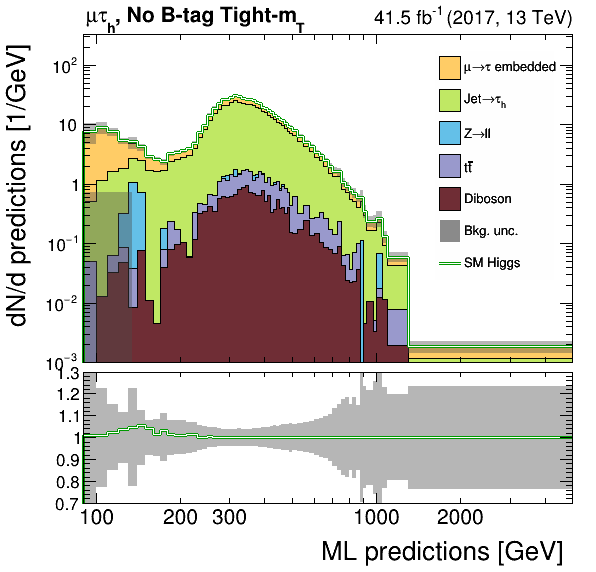 μτₕ, No B-tag Tight-m_T
41.5 fb⁻¹ (2017, 13 TeV)
dN/d predictions [1/GeV]
10²
10
1
10⁻¹
10⁻²
10⁻³
μ→τ embedded
Jet→τₕ
Z→ll
tt̄
Diboson
Bkg. unc.
SM Higgs
1.3
1.2
1.1
1
0.9
0.8
0.7
100 200 300 1000 2000
ML predictions [GeV]